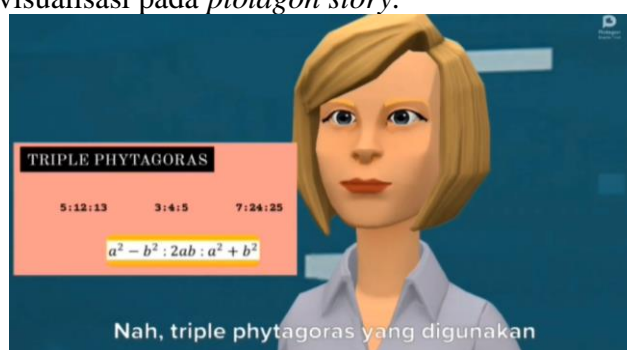 visualisasi pada plotagon story.
TRIPLE PHYTAGORAS
5:12:13 3:4:5 7:24:25
a² − b² : 2ab : a² + b²
Nah, triple phytagoras yang digunakan